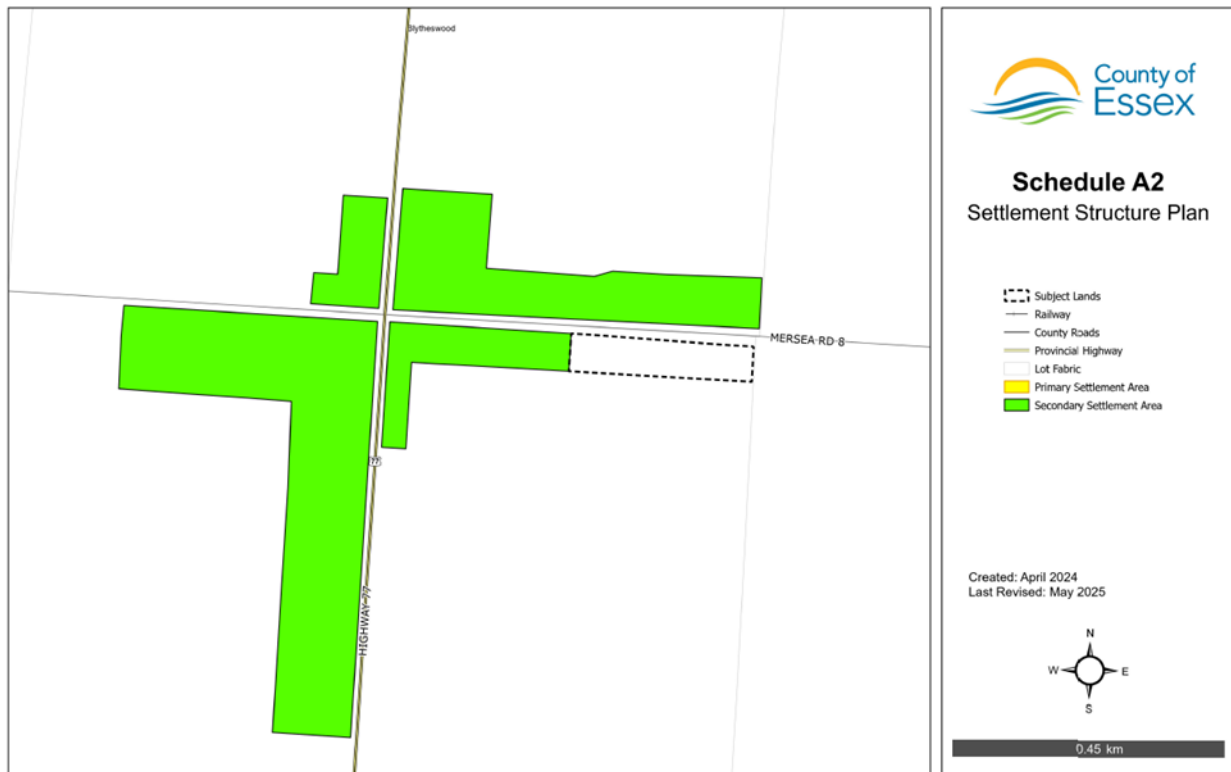 Blytheswood
MERSEA RD 8
77
HIGHWAY 77
County of
Essex
Schedule A2
Settlement Structure Plan
Subject Lands
Railway
County Roads
Provincial Highway
Lot Fabric
Primary Settlement Area
Secondary Settlement Area
Created: April 2024
Last Revised: May 2025
N
W
E
S
0.45 km